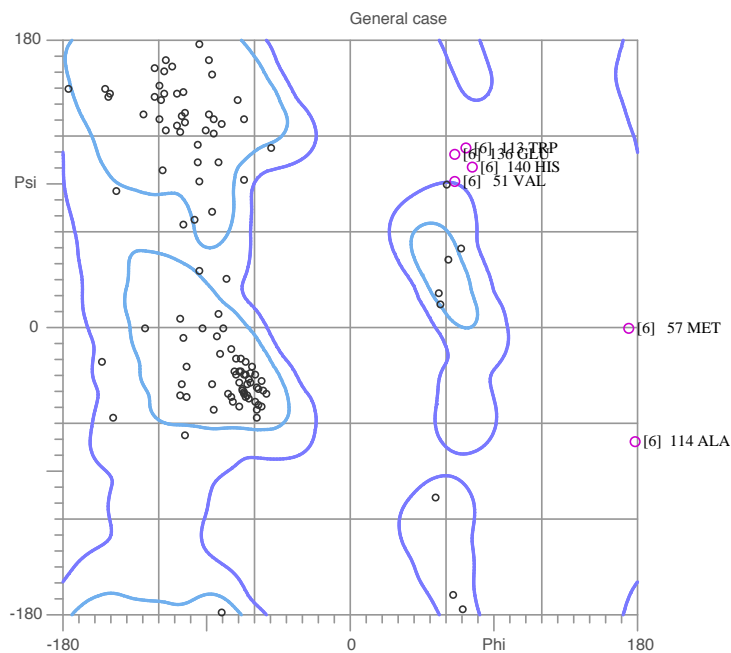 General case
180
[6] 113 TRP
[6] 136 GLU
[6] 140 HIS
Psi
[6] 51 VAL
0
[6] 57 MET
[6] 114 ALA
-180
-180
0
Phi
180